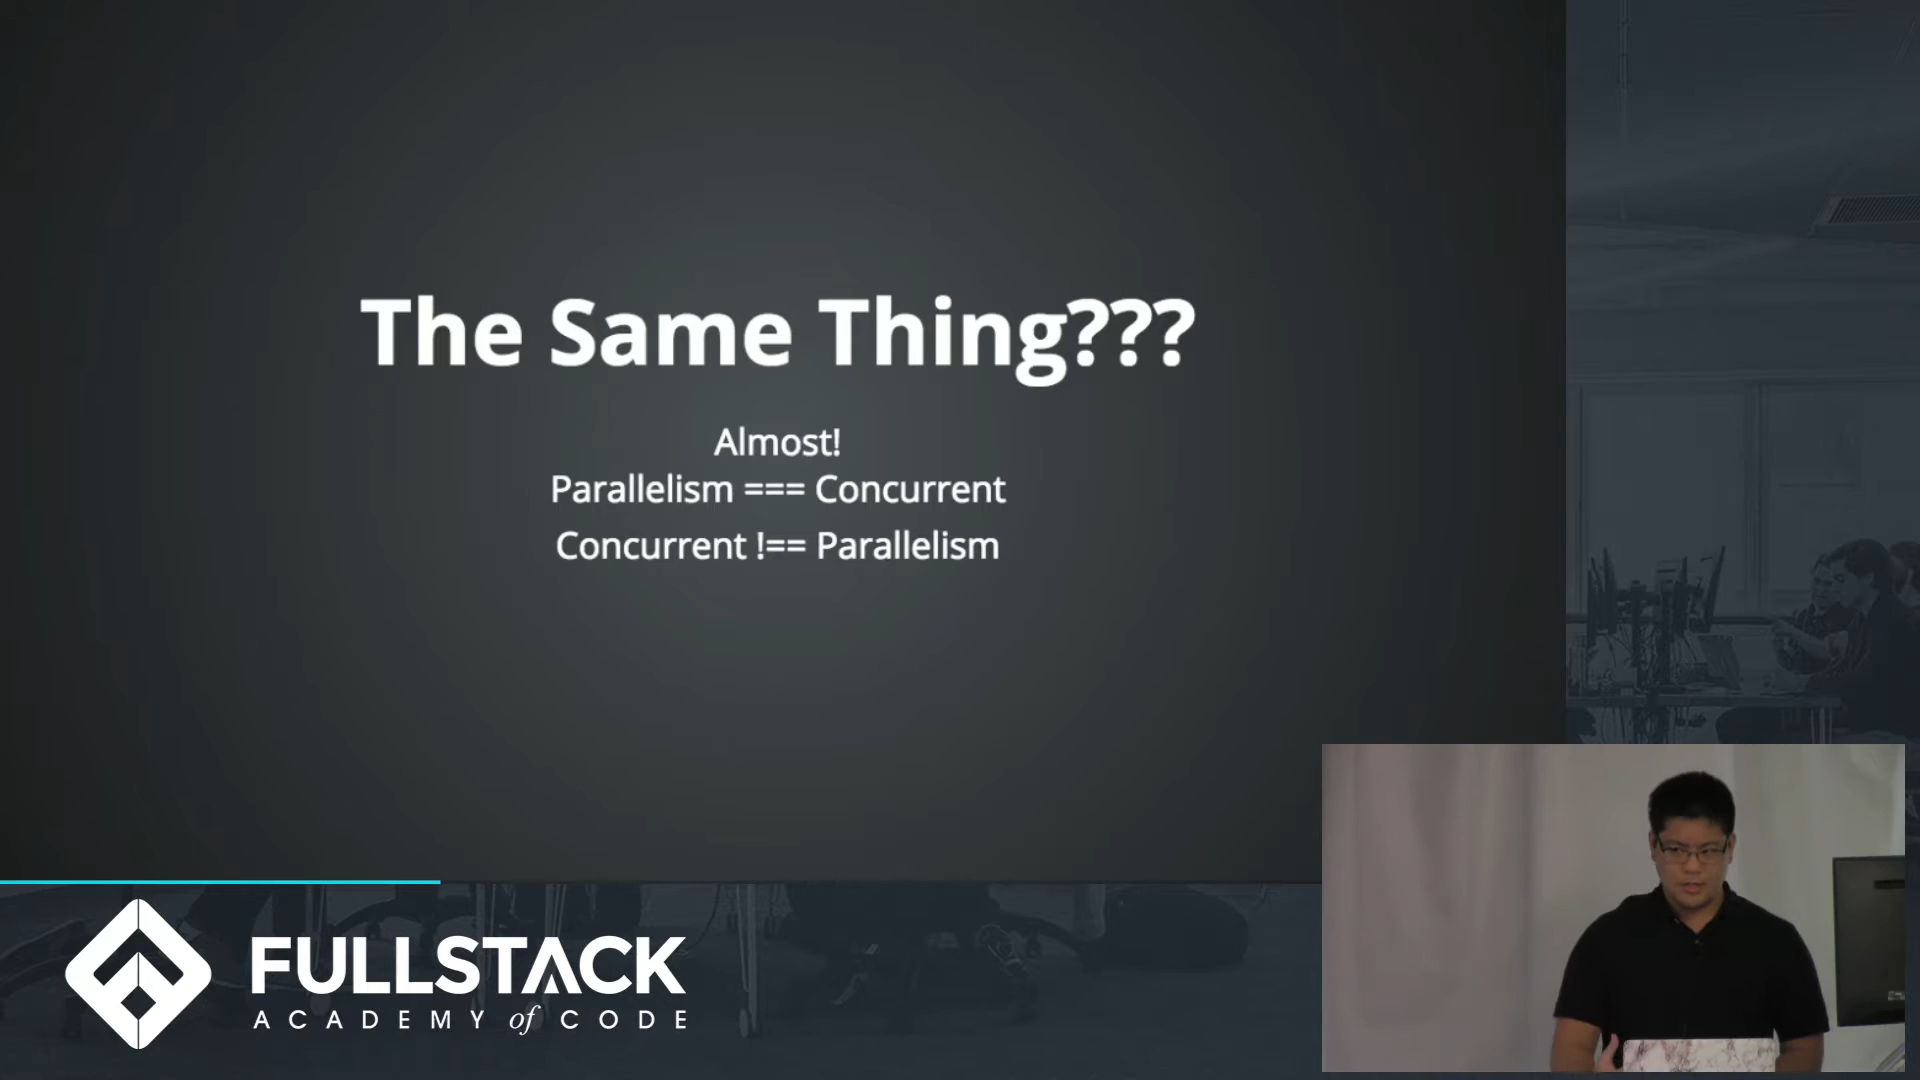 The Same Thing???
Almost!
Parallelism === Concurrent
Concurrent !== Parallelism
FULLSTACK
ACADEMY of CODE